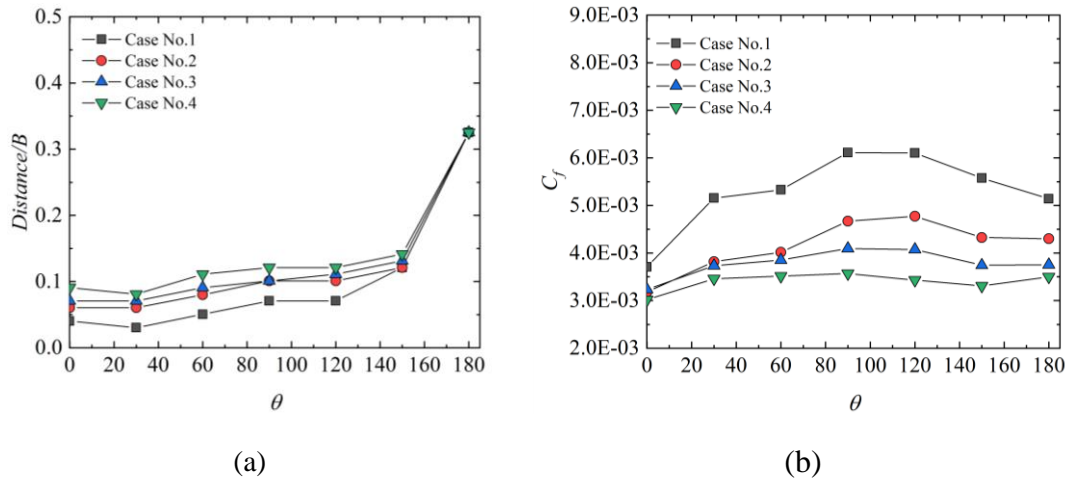 0.5
0.4
0.3
0.2
0.1
0.0
Distance/B
Case No.1
Case No.2
Case No.3
Case No.4
0 20 40 60 80 100 120 140 160 180
θ
(a)
9.0E-03
8.0E-03
7.0E-03
6.0E-03
5.0E-03
4.0E-03
3.0E-03
2.0E-03
C_f
Case No.1
Case No.2
Case No.3
Case No.4
0 20 40 60 80 100 120 140 160 180
θ
(b)